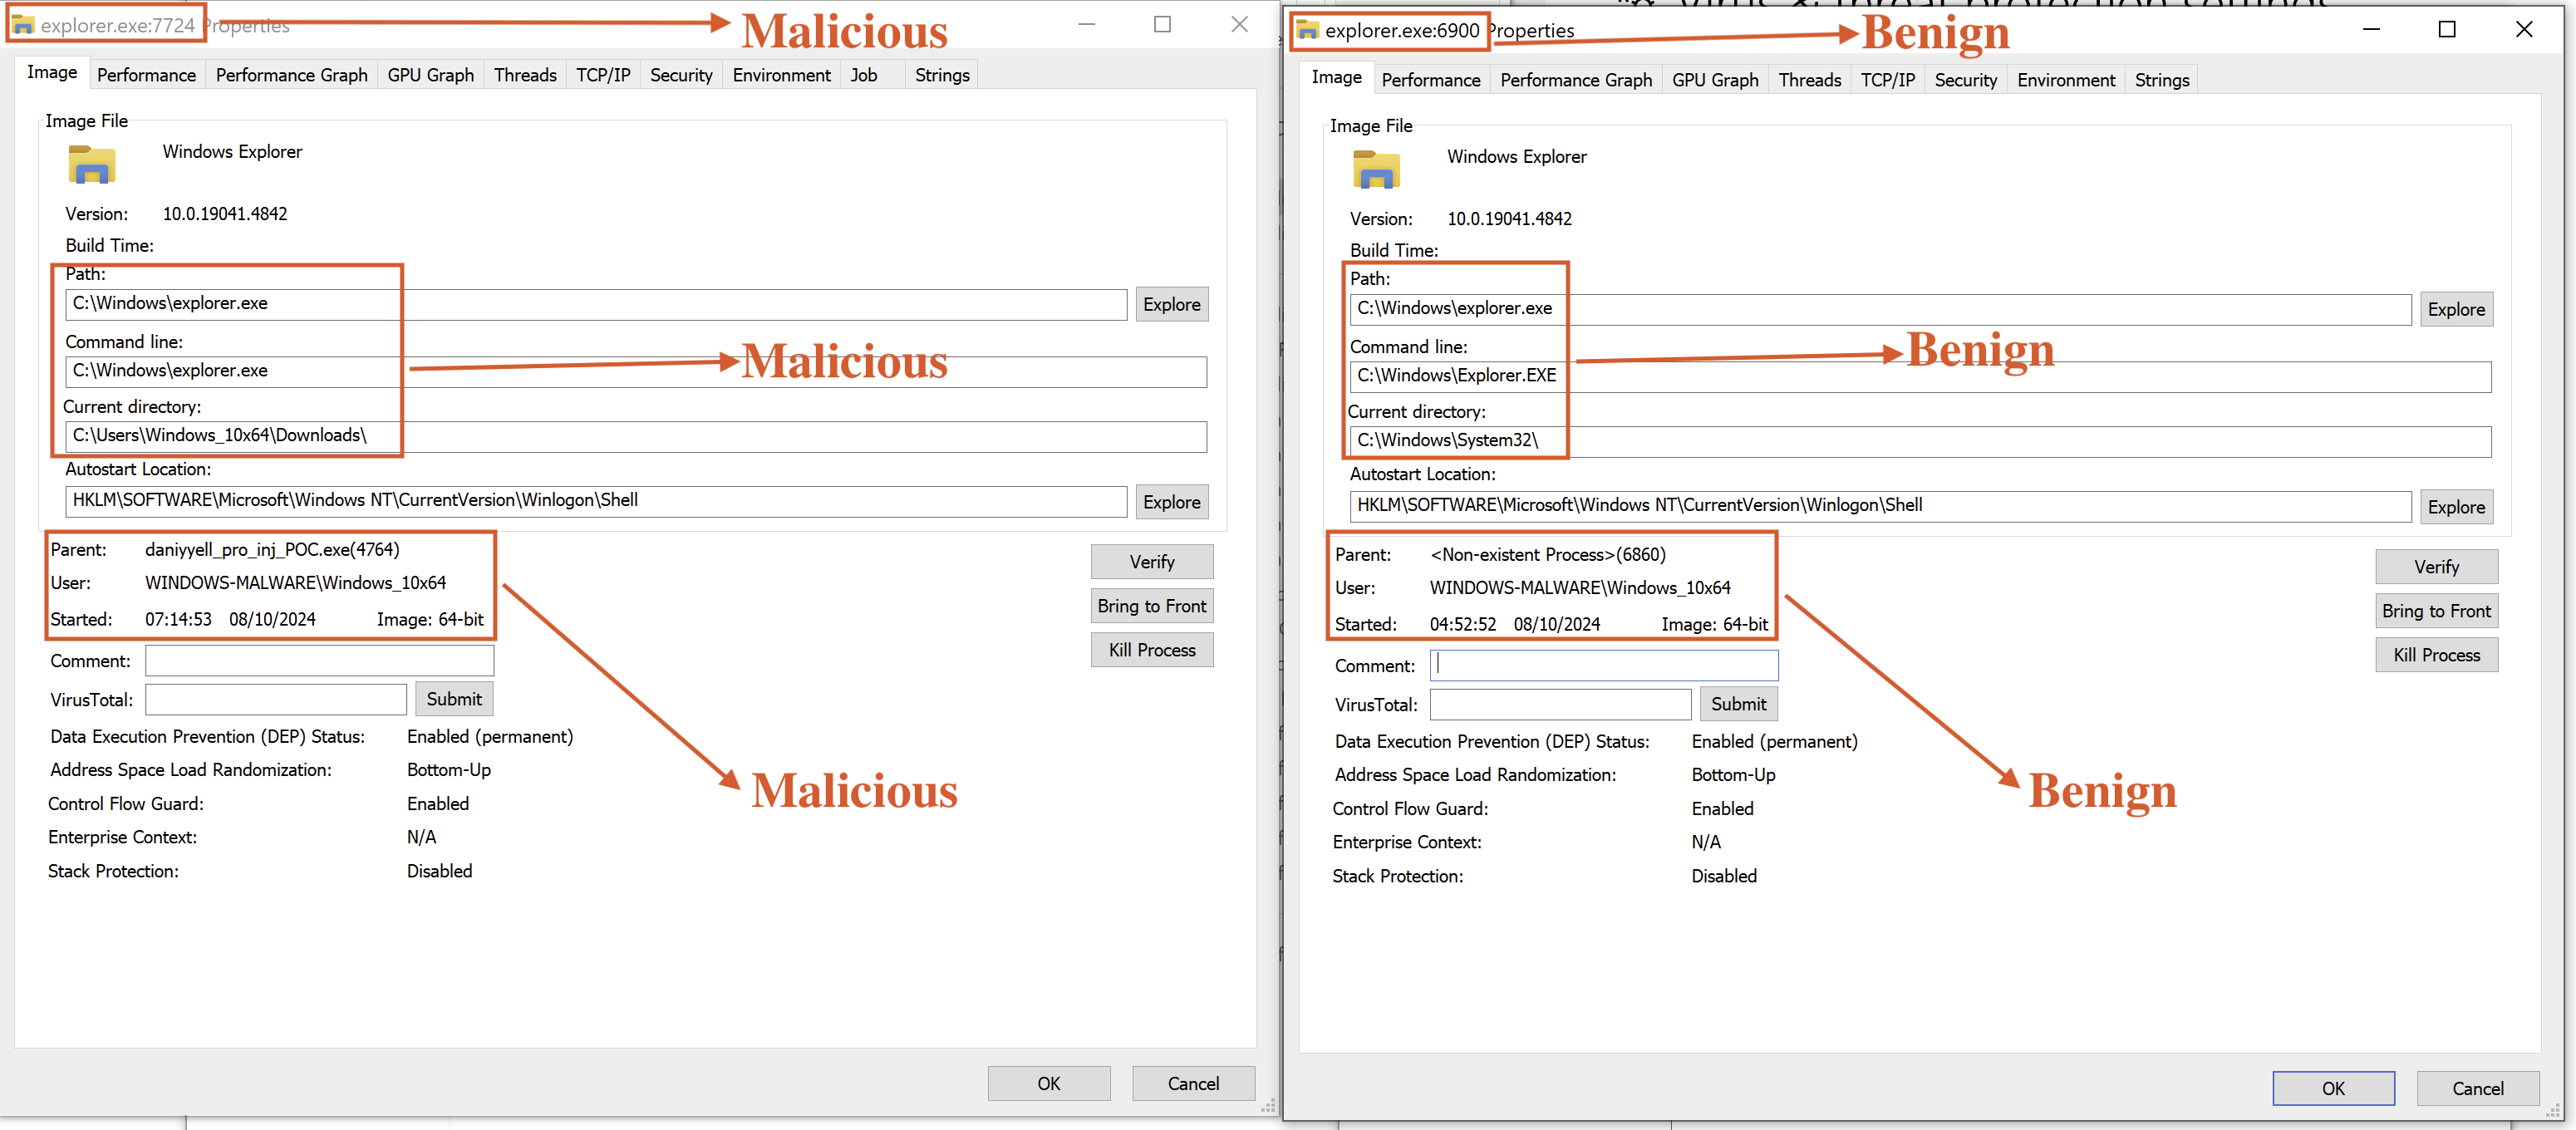 explorer.exe:7724 Properties
Malicious
Image Performance Performance Graph GPU Graph Threads TCP/IP Security Environment Job Strings
Image File
Windows Explorer
Version: 10.0.19041.4842
Build Time:
Path:
C:\Windows\explorer.exe Explore
Command line:
C:\Windows\explorer.exe
Malicious
Current directory:
C:\Users\Windows_10x64\Downloads\
Autostart Location:
HKLM\SOFTWARE\Microsoft\Windows NT\CurrentVersion\Winlogon\Shell Explore
Parent: daniyyell_pro_inj_POC.exe(4764) Verify
User: WINDOWS-MALWARE\Windows_10x64
Bring to Front
Started: 07:14:53 08/10/2024 Image: 64-bit
Kill Process
Comment:
VirusTotal: Submit
Data Execution Prevention (DEP) Status: Enabled (permanent)
Address Space Load Randomization: Bottom-Up
Malicious
Control Flow Guard: Enabled
Enterprise Context: N/A
Stack Protection: Disabled
OK Cancel
Virus & threat protection settings
explorer.exe:6900 Properties
Benign
Image Performance Performance Graph GPU Graph Threads TCP/IP Security Environment Strings
Image File
Windows Explorer
Version: 10.0.19041.4842
Build Time:
Path:
C:\Windows\explorer.exe Explore
Command line:
Benign
C:\Windows\Explorer.EXE
Current directory:
C:\Windows\System32\
Autostart Location:
HKLM\SOFTWARE\Microsoft\Windows NT\CurrentVersion\Winlogon\Shell Explore
Parent: <Non-existent Process>(6860) Verify
User: WINDOWS-MALWARE\Windows_10x64
Bring to Front
Started: 04:52:52 08/10/2024 Image: 64-bit
Kill Process
Comment:
VirusTotal: Submit
Data Execution Prevention (DEP) Status: Enabled (permanent)
Address Space Load Randomization: Bottom-Up
Benign
Control Flow Guard: Enabled
Enterprise Context: N/A
Stack Protection: Disabled
OK Cancel